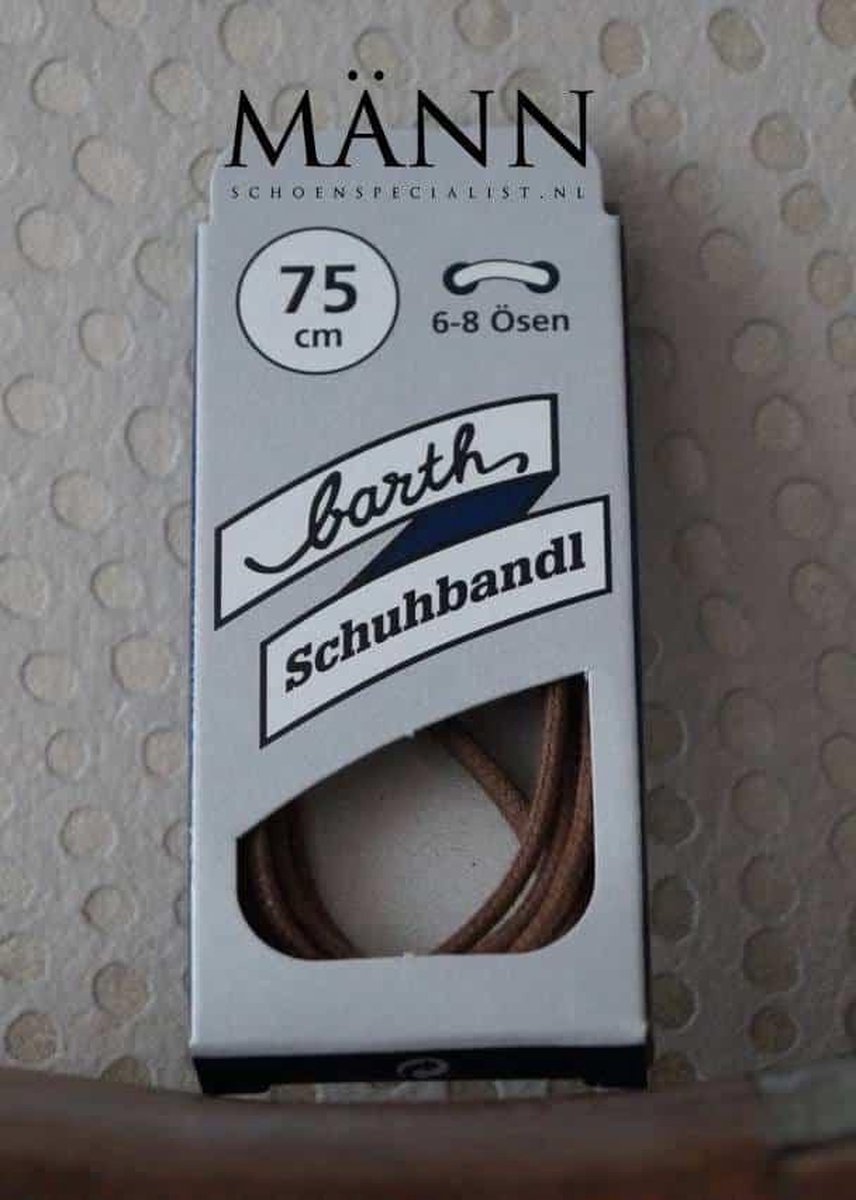 MÄNN
SCHOENSPECIALIST.NL
75
cm
6-8 Ösen
barth
Schuhbandl